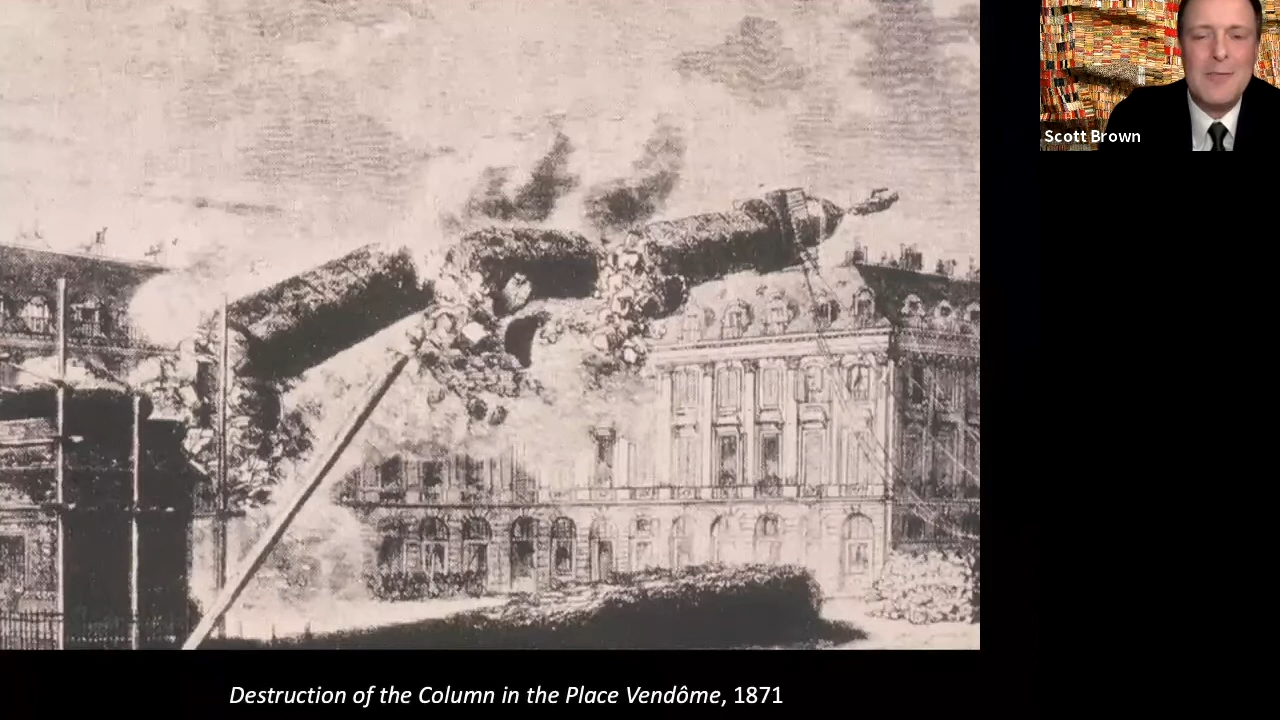 Scott Brown
Destruction of the Column in the Place Vendôme, 1871